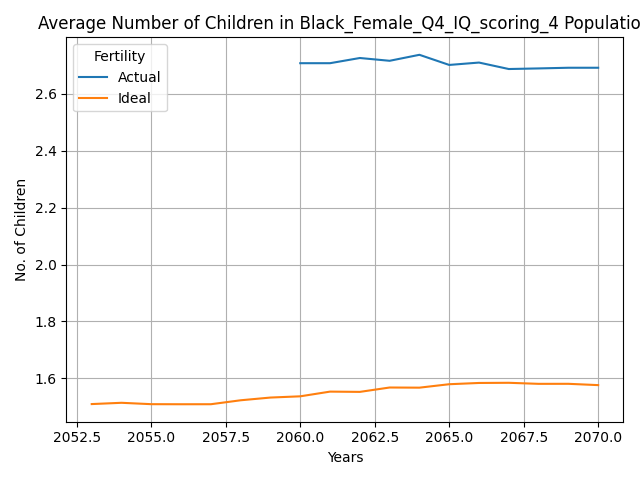 Average Number of Children in Black_Female_Q4_IQ_scoring_4 Populatio
Fertility
Actual
Ideal
2.6
2.4
2.2
2.0
1.8
1.6
No. of Children
2052.5 2055.0 2057.5 2060.0 2062.5 2065.0 2067.5 2070.0
Years